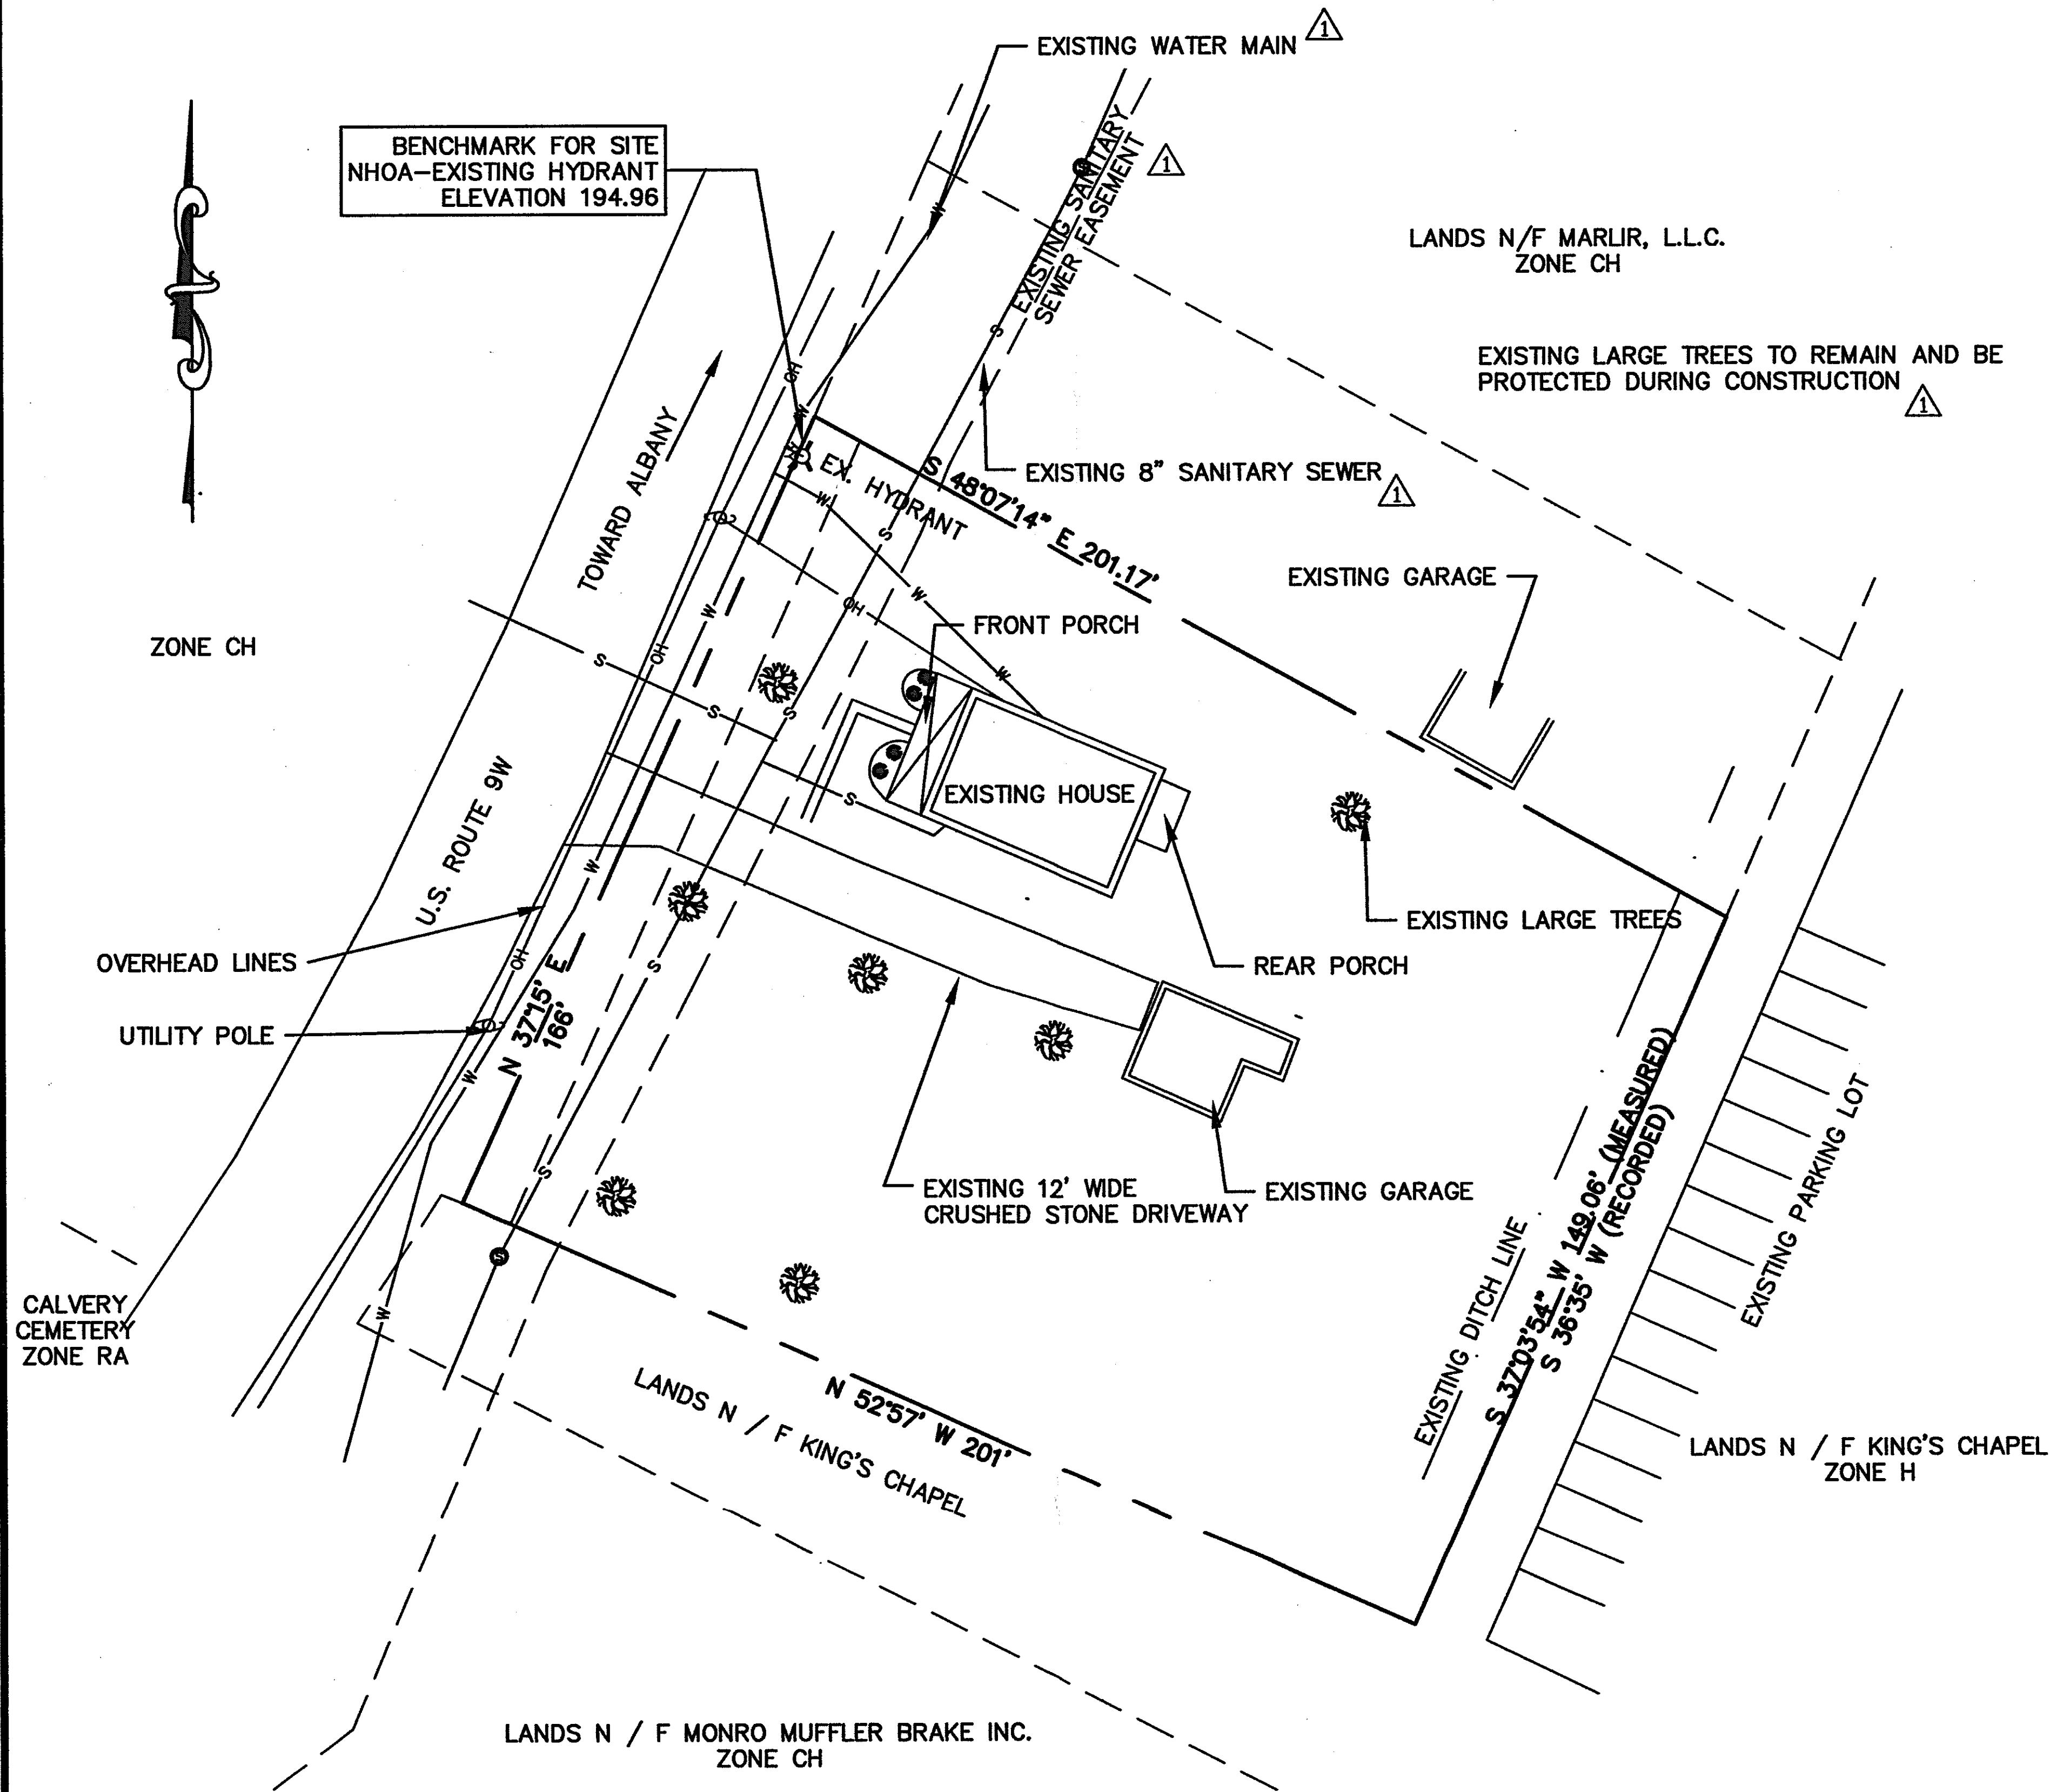 EXISTING WATER MAIN
1
BENCHMARK FOR SITE
NHOA-EXISTING HYDRANT
ELEVATION 194.96
EXISTING SANITARY
SEWER EASEMENT
1
LANDS N/F MARLIR, L.L.C.
ZONE CH
EXISTING LARGE TREES TO REMAIN AND BE
PROTECTED DURING CONSTRUCTION
1
W
S
OH
W
W
TOWARD ALBANY
EX. HYDRANT
EXISTING 8" SANITARY SEWER
1
S 48°07'14" E 201.17'
W
S
EXISTING GARAGE
W
OH
W
FRONT PORCH
ZONE CH
S
OH
W
S
S
EXISTING HOUSE
S
U.S. ROUTE 9W
W
EXISTING LARGE TREES
OVERHEAD LINES
OH
S
S
REAR PORCH
UTILITY POLE
N 37°15' E
166'
W
S
EXISTING 12' WIDE
CRUSHED STONE DRIVEWAY
EXISTING GARAGE
S 37°03'54" W 149.06' (MEASURED)
S 36°35' W (RECORDED)
EXISTING PARKING LOT
EXISTING DITCH LINE
S
W
CALVERY
CEMETERY
ZONE RA
LANDS N / F KING'S CHAPEL
N 52°57' W 201'
LANDS N / F KING'S CHAPEL
ZONE H
LANDS N / F MONRO MUFFLER BRAKE INC.
ZONE CH